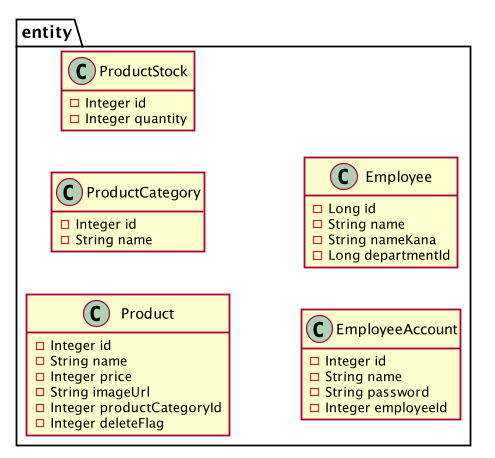 entity
C ProductStock
Integer id
Integer quantity
C ProductCategory
Integer id
String name
C Employee
Long id
String name
String nameKana
Long departmentId
C Product
Integer id
String name
Integer price
String imageUrl
Integer productCategoryId
Integer deleteFlag
C EmployeeAccount
Integer id
String name
String password
Integer employeeId